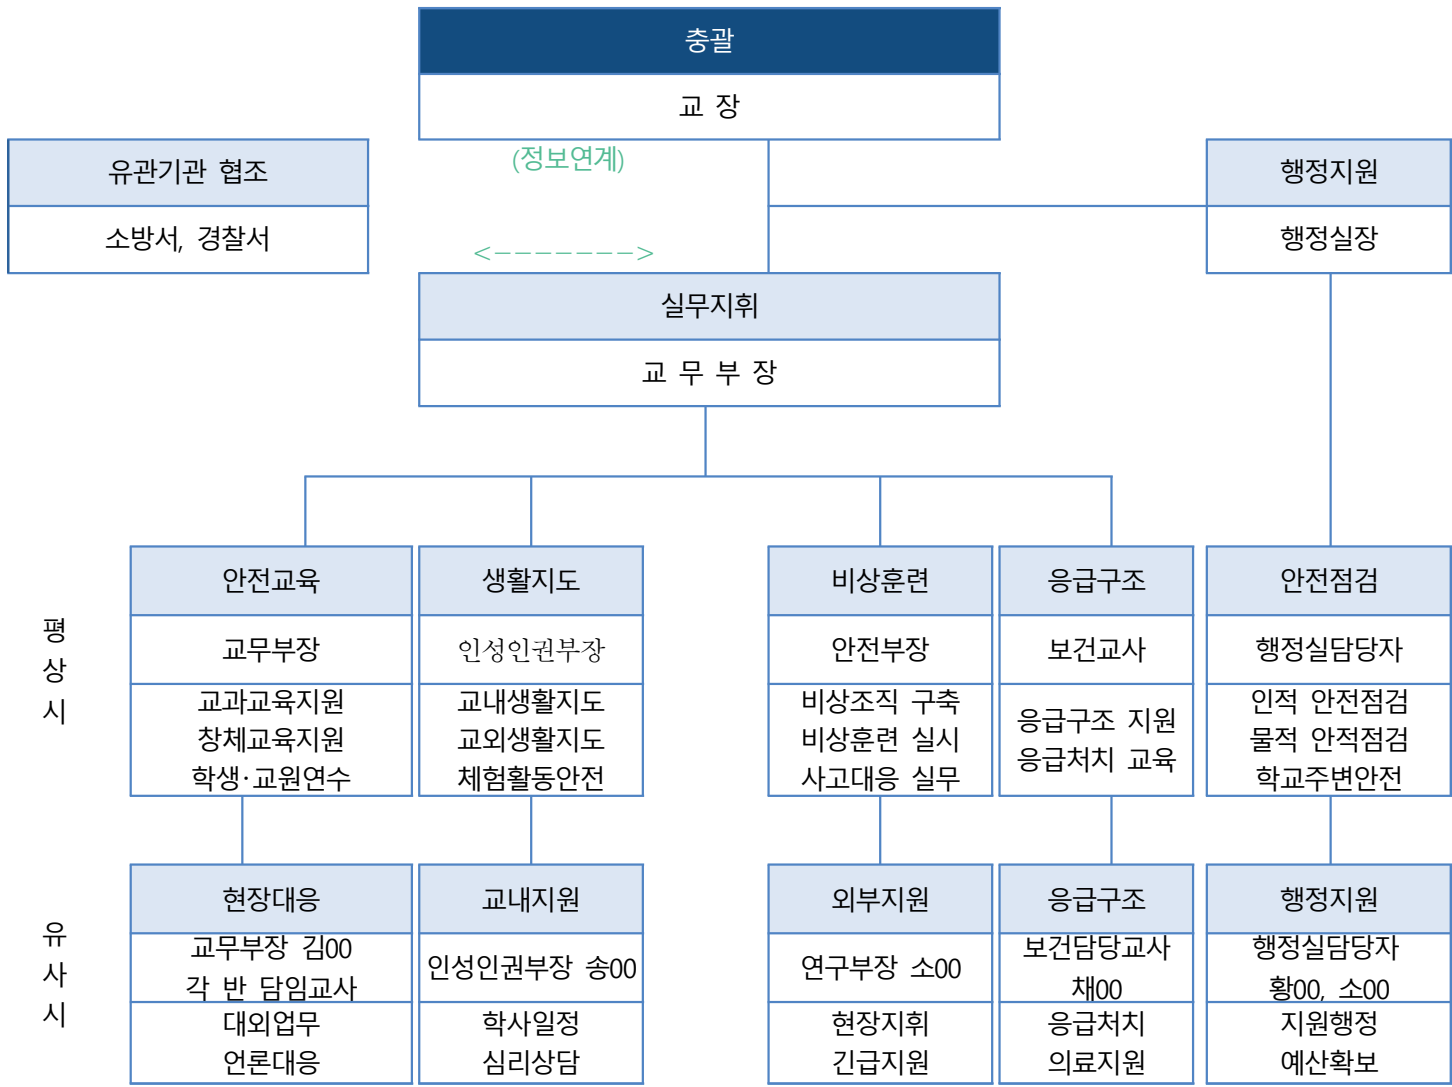 충괄
교 장
(정보연계)
유관기관 협조
소방서, 경찰서
행정지원
행정실장
<------->
실무지휘
교 무 부 장
평
상
시
안전교육
교무부장
교과교육지원
창체교육지원
학생·교원연수
생활지도
인성인권부장
교내생활지도
교외생활지도
체험활동안전
비상훈련
안전부장
비상조직 구축
비상훈련 실시
사고대응 실무
응급구조
보건교사
응급구조 지원
응급처치 교육
안전점검
행정실담당자
인적 안전점검
물적 안적점검
학교주변안전
유
사
시
현장대응
교무부장 김00
각 반 담임교사
대외업무
언론대응
교내지원
인성인권부장 송00
학사일정
심리상담
외부지원
연구부장 소00
현장지휘
긴급지원
응급구조
보건담당교사
채00
응급처치
의료지원
행정지원
행정실담당자
황00, 소00
지원행정
예산확보